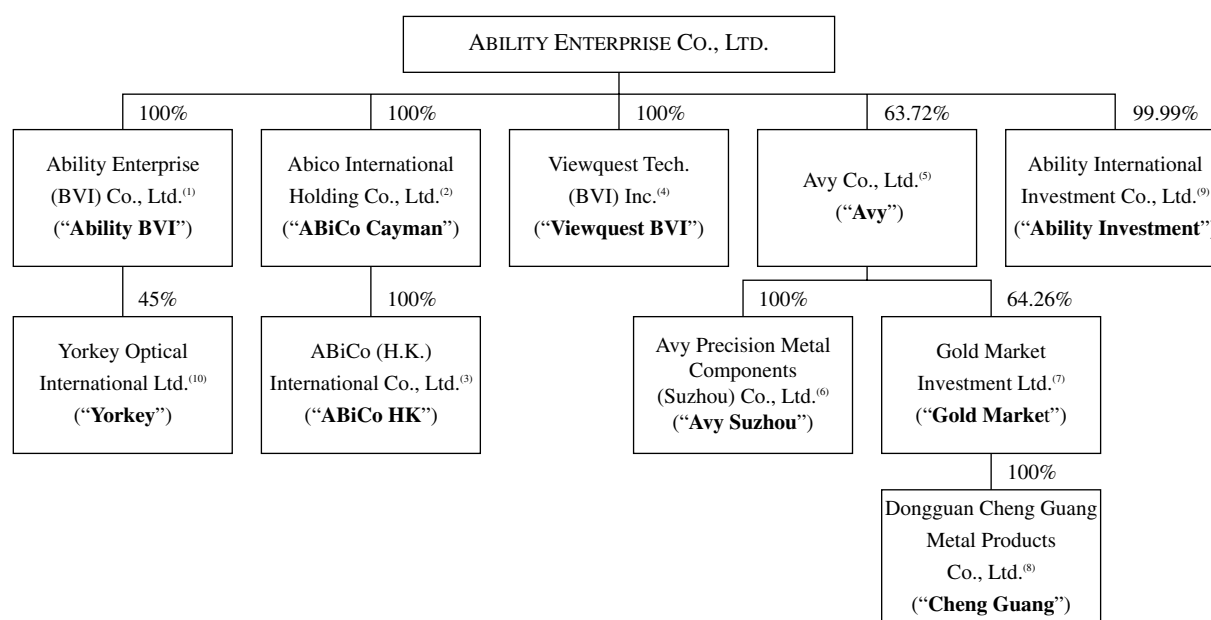 ABILITY ENTERPRISE CO., LTD.
100%
100%
100%
63.72%
99.99%
Ability Enterprise
(BVI) Co., Ltd.(1)
(“Ability BVI”)
Abico International
Holding Co., Ltd.(2)
(“ABiCo Cayman”)
Viewquest Tech.
(BVI) Inc.(4)
(“Viewquest BVI”)
Avy Co., Ltd.(5)
(“Avy”)
Ability International
Investment Co., Ltd.(9)
(“Ability Investment”)
45%
100%
100%
64.26%
Yorkey Optical
International Ltd.(10)
(“Yorkey”)
ABiCo (H.K.)
International Co., Ltd.(3)
(“ABiCo HK”)
Avy Precision Metal
Components
(Suzhou) Co., Ltd.(6)
(“Avy Suzhou”)
Gold Market
Investment Ltd.(7)
(“Gold Market”)
100%
Dongguan Cheng Guang
Metal Products
Co., Ltd.(8)
(“Cheng Guang”)